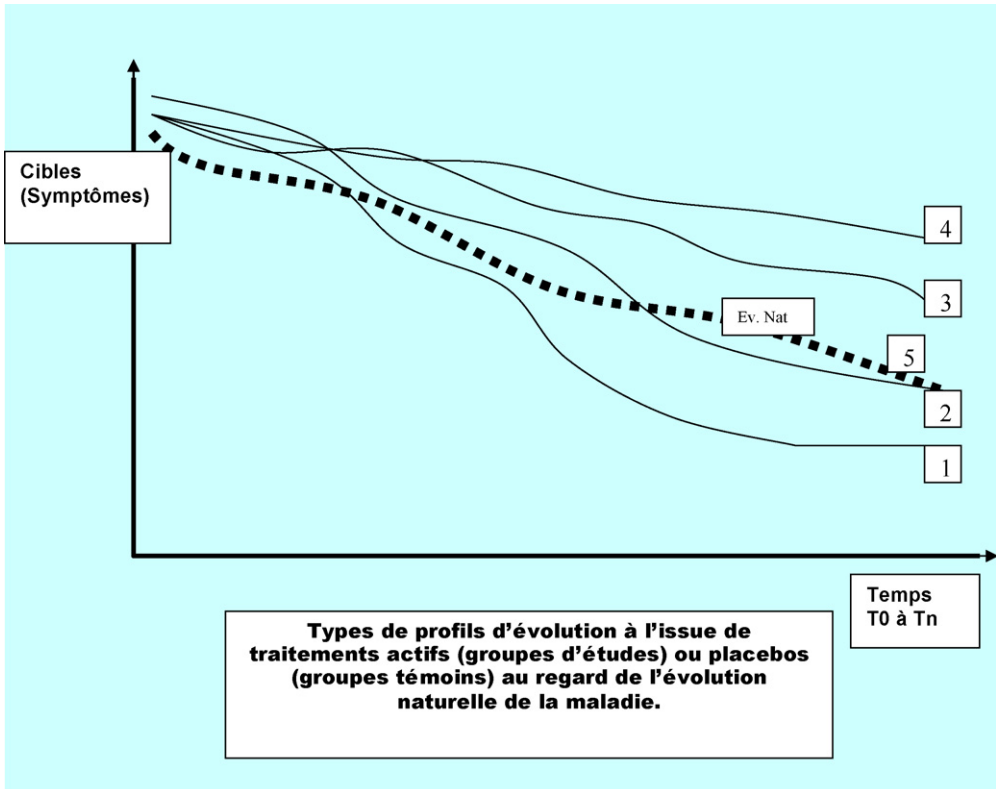 Cibles
(Symptômes)
4
3
Ev. Nat
5
2
1
Temps
T0 à Tn
Types de profils d'évolution à l'issue de
traitements actifs (groupes d'études) ou placebos
(groupes témoins) au regard de l'évolution
naturelle de la maladie.